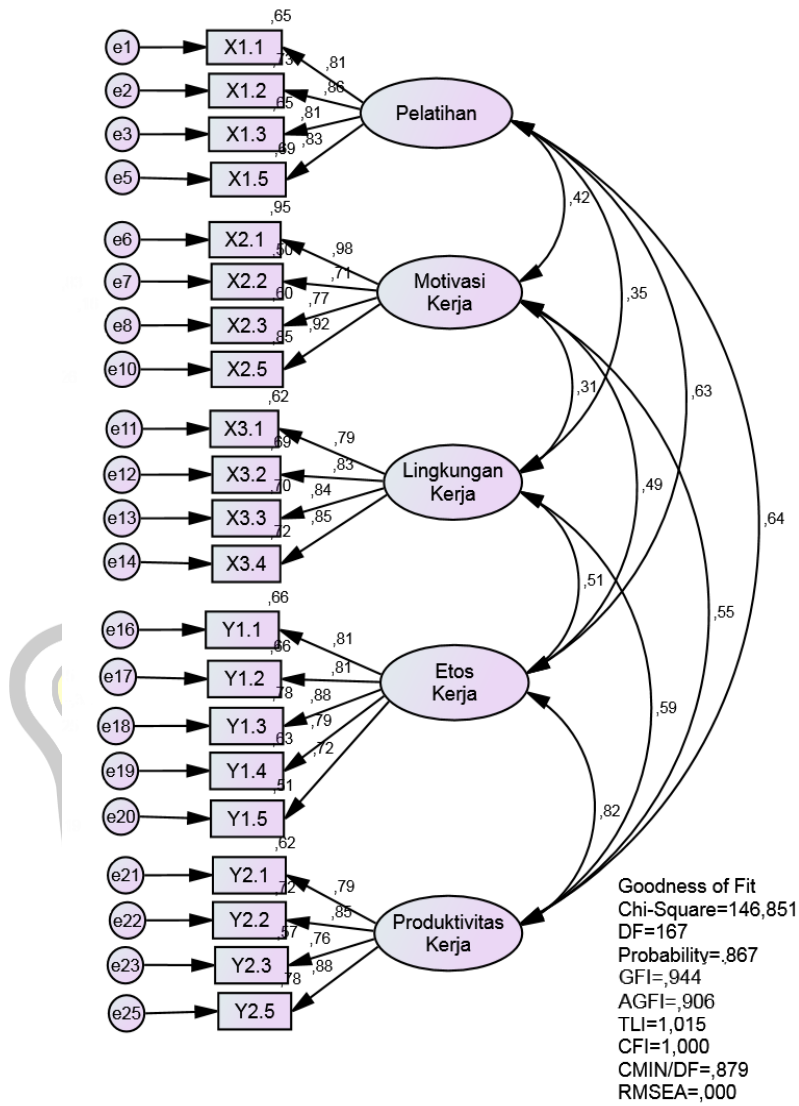 ,65
e1
X1.1
,81
,73
e2
X1.2
,86
,65
e3
X1.3
,81
,69
e5
X1.5
,83
Pelatihan
,95
e6
X2.1
,98
,50
e7
X2.2
,71
,60
e8
X2.3
,77
,85
e10
X2.5
,92
Motivasi
Kerja
,62
e11
X3.1
,79
,69
e12
X3.2
,83
,70
e13
X3.3
,84
,72
e14
X3.4
,85
Lingkungan
Kerja
,66
e16
Y1.1
,81
,66
e17
Y1.2
,81
,78
e18
Y1.3
,88
,63
e19
Y1.4
,79
,51
e20
Y1.5
,72
Etos
Kerja
,62
e21
Y2.1
,79
,72
e22
Y2.2
,85
,57
e23
Y2.3
,76
,78
e25
Y2.5
,88
Produktivitas
Kerja
,42
,35
,31
,63
,49
,64
,51
,55
,59
,82
Goodness of Fit
Chi-Square=146,851
DF=167
Probability=,867
GFI=,944
AGFI=,906
TLI=1,015
CFI=1,000
CMIN/DF=,879
RMSEA=,000